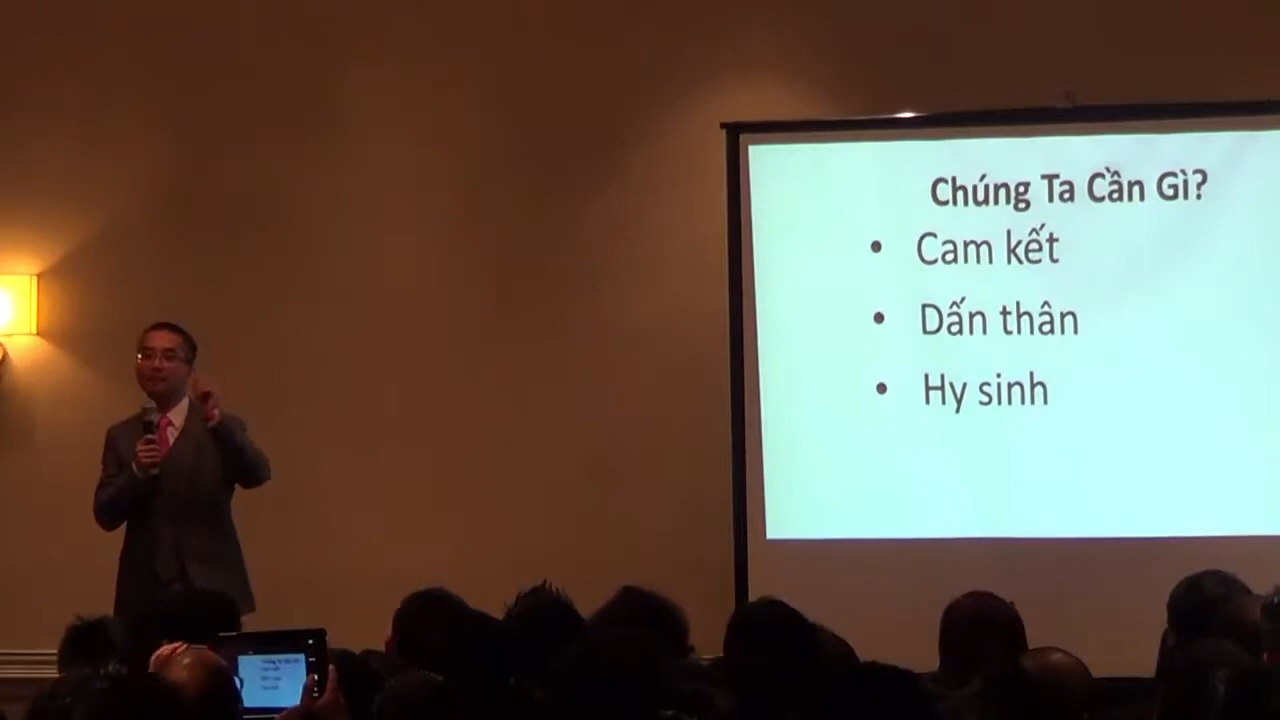 Chúng Ta Cần Gì?
• Cam kết
• Dấn thân
• Hy sinh